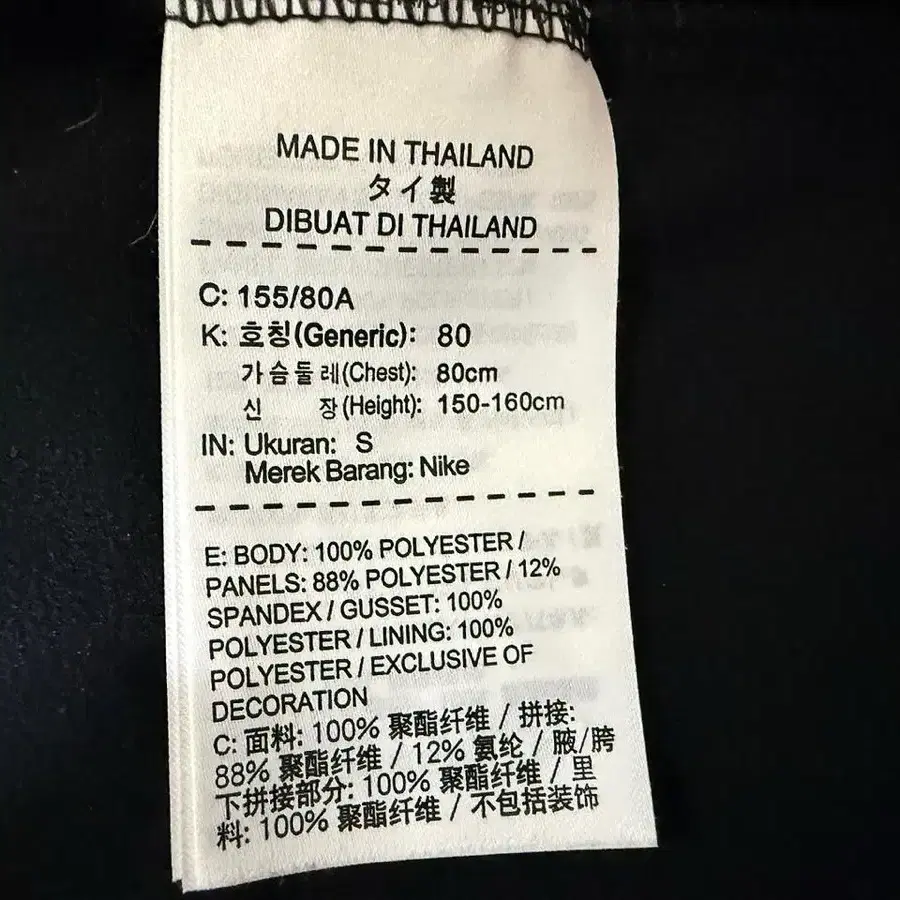 MADE IN THAILAND
タイ製
DIBUAT DI THAILAND
C: 155/80A
K: 호칭(Generic): 80
가슴둘레(Chest): 80cm
신 장(Height): 150-160cm
IN: Ukuran: S
Merek Barang: Nike
E: BODY: 100% POLYESTER /
PANELS: 88% POLYESTER / 12%
SPANDEX / GUSSET: 100%
POLYESTER / LINING: 100%
POLYESTER / EXCLUSIVE OF
DECORATION
C: 面料: 100% 聚酯纤维 / 拼接:
88% 聚酯纤维 / 12% 氨纶 / 腋/胯
下拼接部分: 100% 聚酯纤维 / 里
料: 100% 聚酯纤维 / 不包括装饰